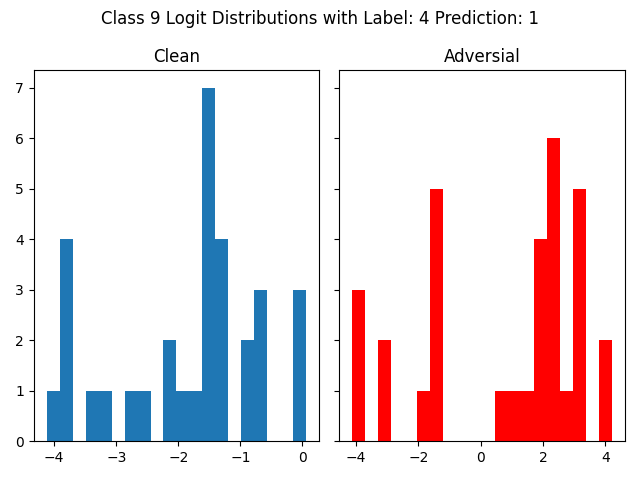 Class 9 Logit Distributions with Label: 4 Prediction: 1
Clean
Adversial
7
6
5
4
3
2
1
0
−4 −3 −2 −1 0
−4 −2 0 2 4